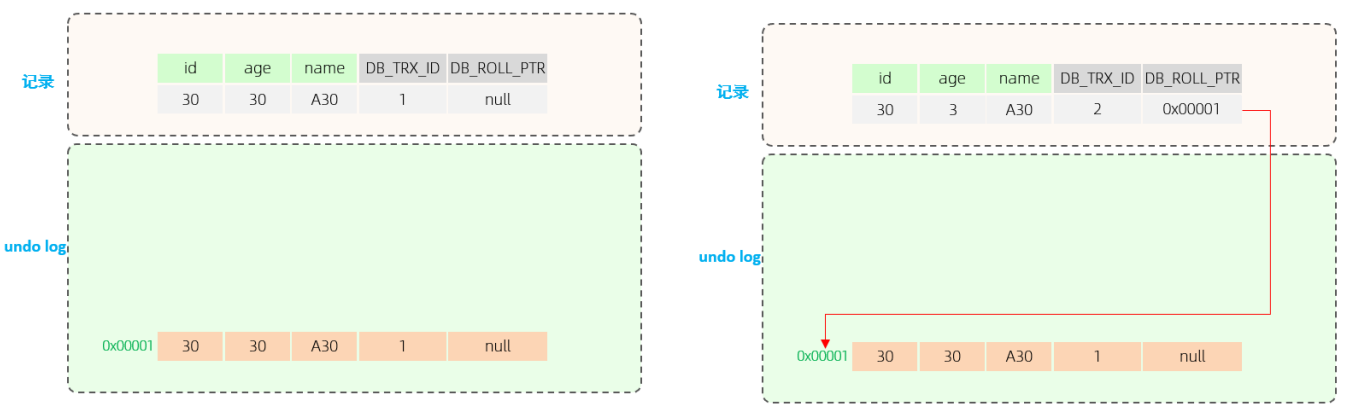 记录
id age name DB_TRX_ID DB_ROLL_PTR
30 30 A30 1 null
undo log
0x00001 30 30 A30 1 null
记录
id age name DB_TRX_ID DB_ROLL_PTR
30 3 A30 2 0x00001
undo log
0x00001 30 30 A30 1 null